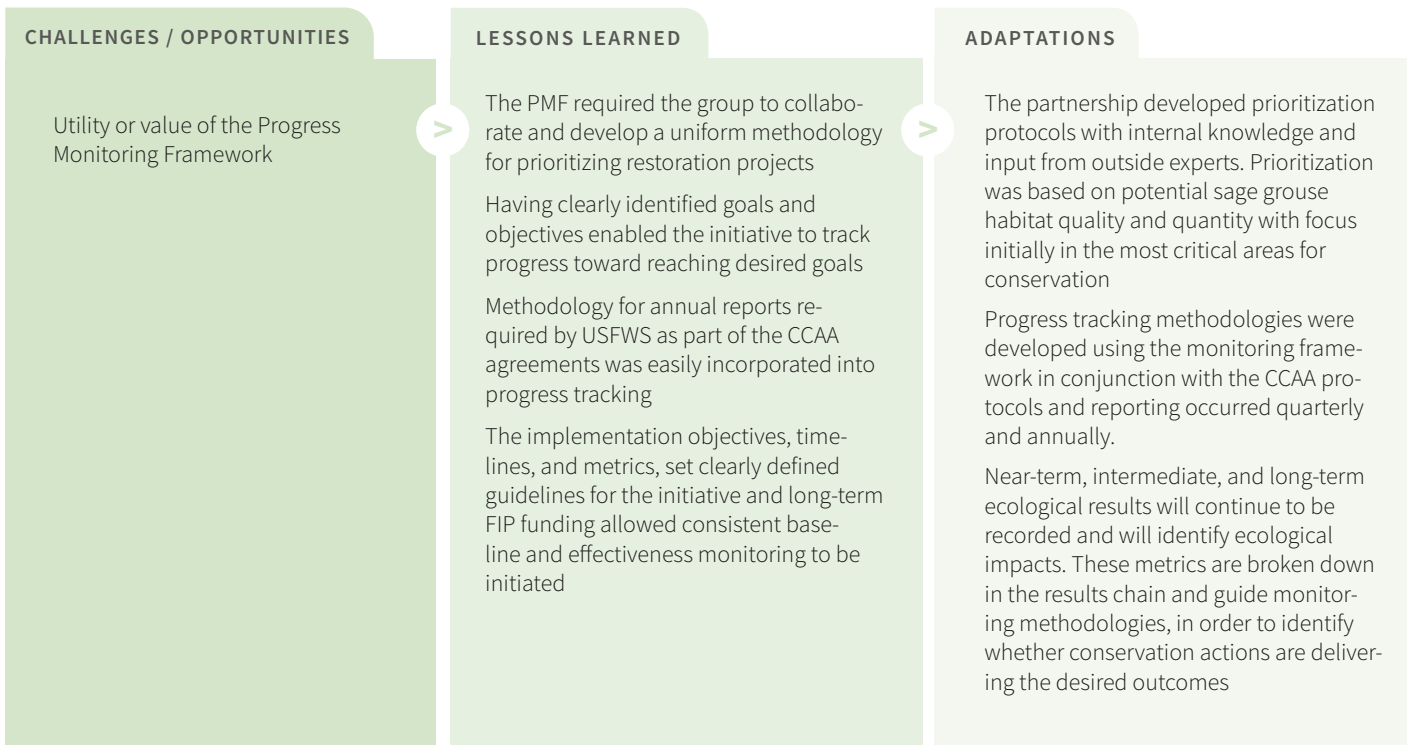 CHALLENGES / OPPORTUNITIES
Utility or value of the Progress
Monitoring Framework
>
LESSONS LEARNED
The PMF required the group to collabo-
rate and develop a uniform methodology
for prioritizing restoration projects
Having clearly identified goals and
objectives enabled the initiative to track
progress toward reaching desired goals
Methodology for annual reports re-
quired by USFWS as part of the CCAA
agreements was easily incorporated into
progress tracking
The implementation objectives, time-
lines, and metrics, set clearly defined
guidelines for the initiative and long-term
FIP funding allowed consistent base-
line and effectiveness monitoring to be
initiated
>
ADAPTATIONS
The partnership developed prioritization
protocols with internal knowledge and
input from outside experts. Prioritization
was based on potential sage grouse
habitat quality and quantity with focus
initially in the most critical areas for
conservation
Progress tracking methodologies were
developed using the monitoring frame-
work in conjunction with the CCAA pro-
tocols and reporting occurred quarterly
and annually.
Near-term, intermediate, and long-term
ecological results will continue to be
recorded and will identify ecological
impacts. These metrics are broken down
in the results chain and guide monitor-
ing methodologies, in order to identify
whether conservation actions are deliver-
ing the desired outcomes